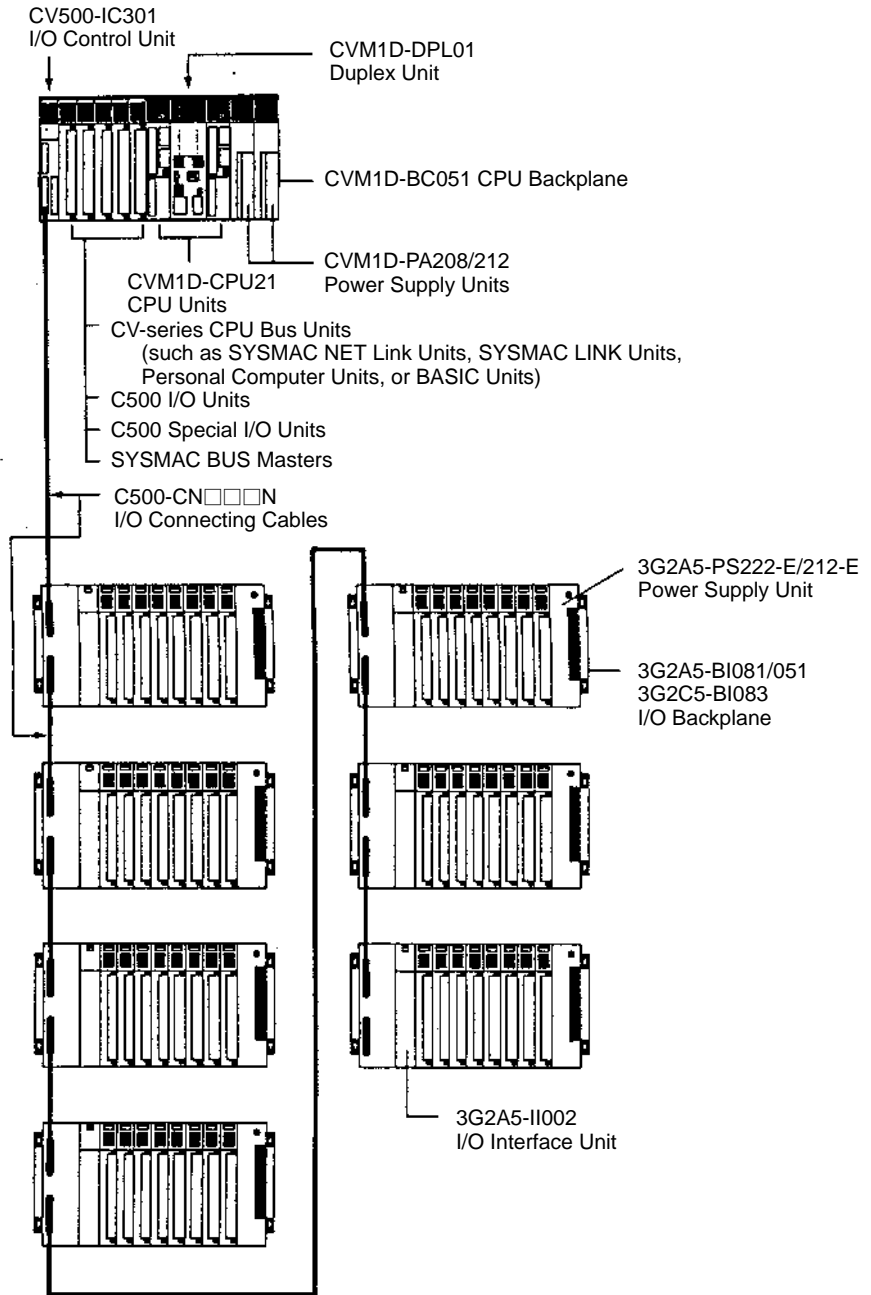 CV500-IC301
I/O Control Unit
CVM1D-DPL01
Duplex Unit
CVM1D-BC051 CPU Backplane
CVM1D-PA208/212
Power Supply Units
CVM1D-CPU21
CPU Units
CV-series CPU Bus Units
(such as SYSMAC NET Link Units, SYSMAC LINK Units,
Personal Computer Units, or BASIC Units)
C500 I/O Units
C500 Special I/O Units
SYSMAC BUS Masters
C500-CN□□□N
I/O Connecting Cables
3G2A5-PS222-E/212-E
Power Supply Unit
3G2A5-BI081/051
3G2C5-BI083
I/O Backplane
3G2A5-II002
I/O Interface Unit